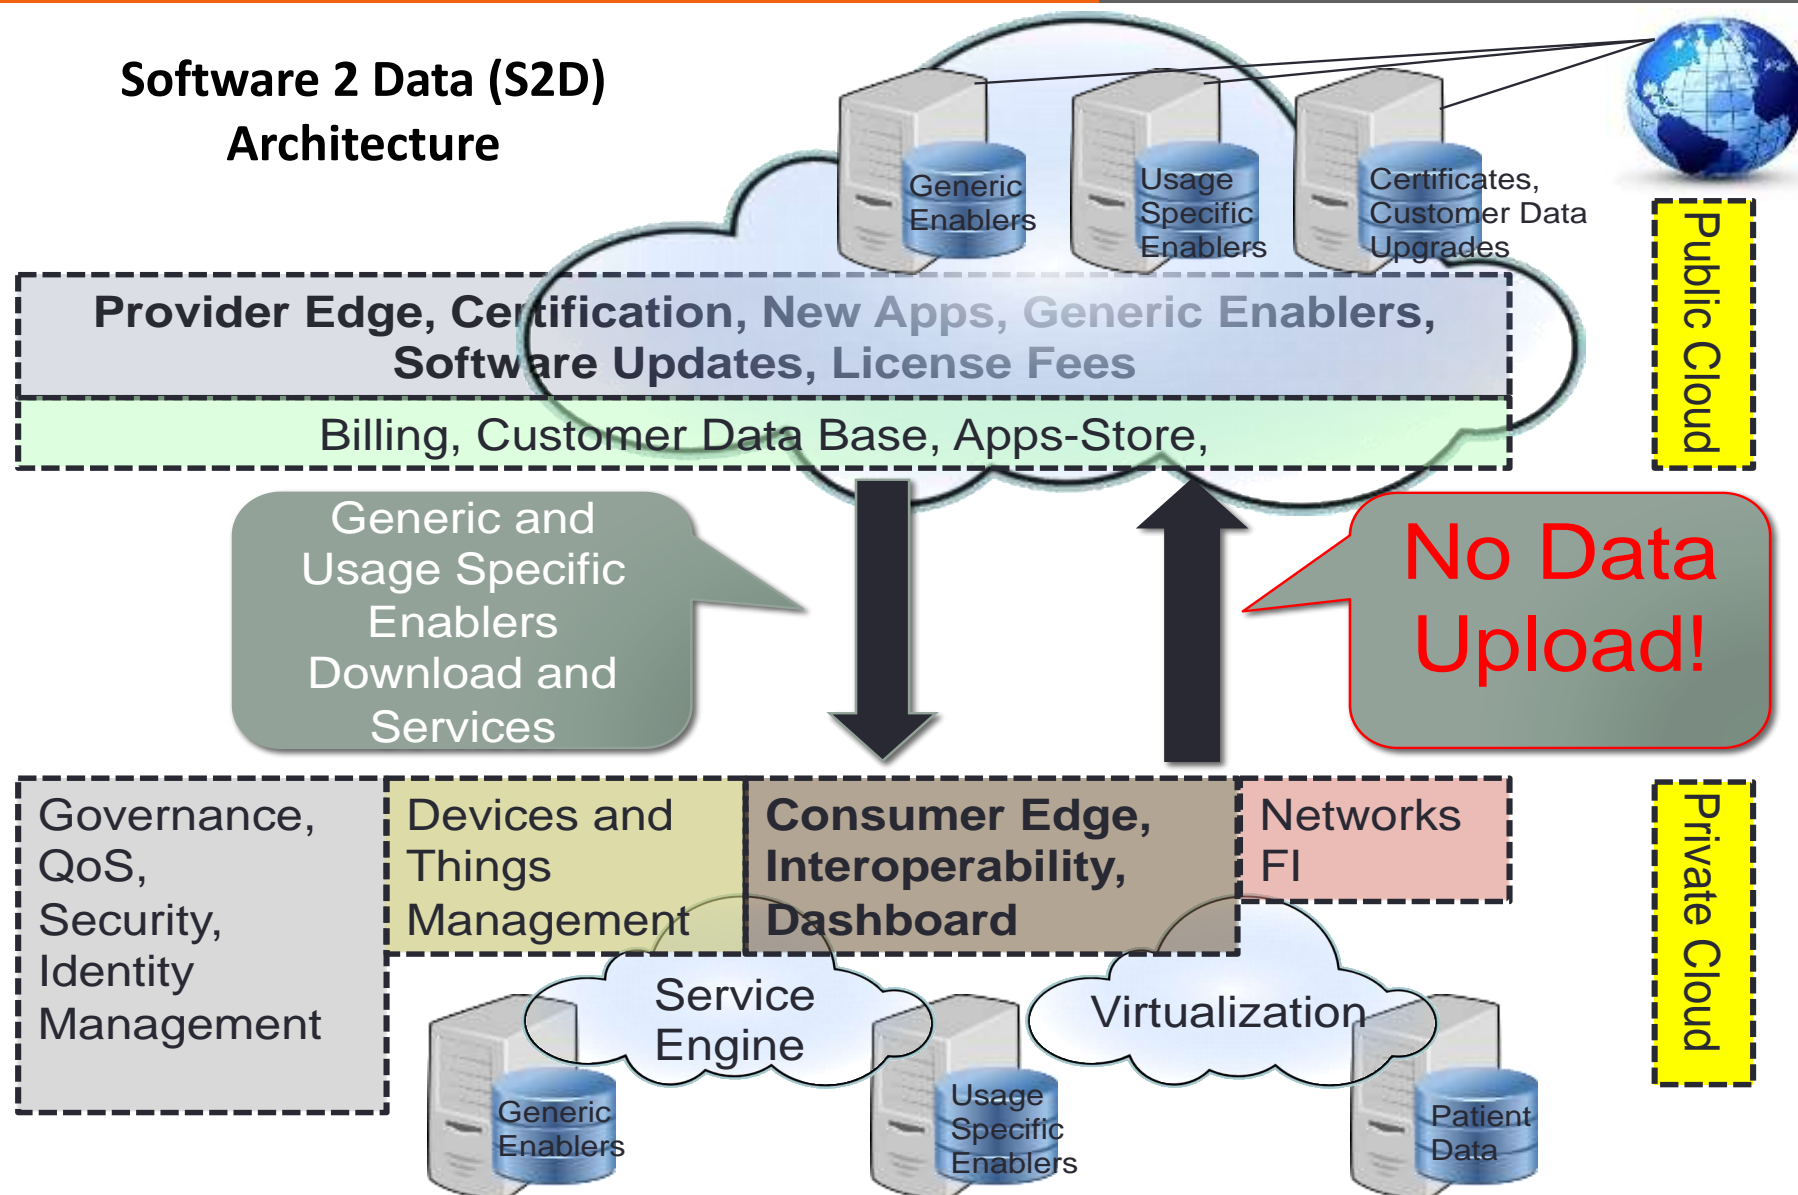 Software 2 Data (S2D)
Architecture
Generic
Enablers
Usage
Specific
Enablers
Certificates,
Customer Data
Upgrades
Public Cloud
Provider Edge, Certification, New Apps, Generic Enablers,
Software Updates, License Fees
Billing, Customer Data Base, Apps-Store,
Generic and
Usage Specific
Enablers
Download and
Services
No Data
Upload!
Governance,
QoS,
Security,
Identity
Management
Devices and
Things
Management
Consumer Edge,
Interoperability,
Dashboard
Networks
FI
Private Cloud
Service
Engine
Virtualization
Generic
Enablers
Usage
Specific
Enablers
Patient
Data